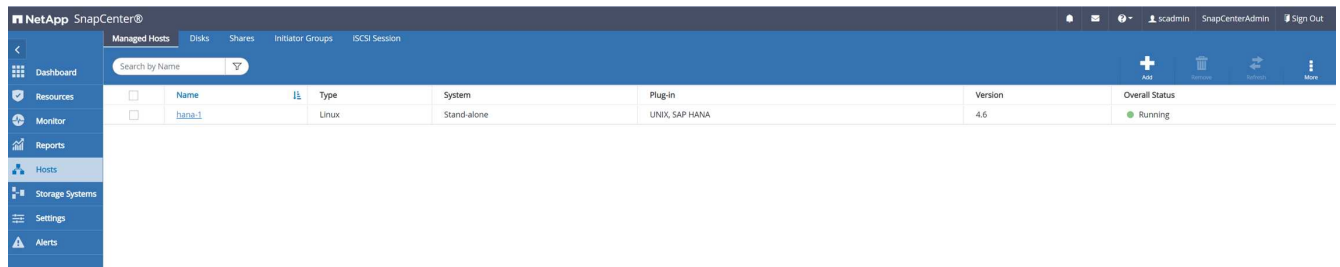 NetApp SnapCenter®
scadmin SnapCenterAdmin Sign Out
Managed Hosts Disks Shares Initiator Groups iSCSI Session
Search by Name
Add Remove Refresh More
Dashboard
Resources
Monitor
Reports
Hosts
Storage Systems
Settings
Alerts
Name Type System Plug-in Version Overall Status
hana-1 Linux Stand-alone UNIX, SAP HANA 4.6 Running